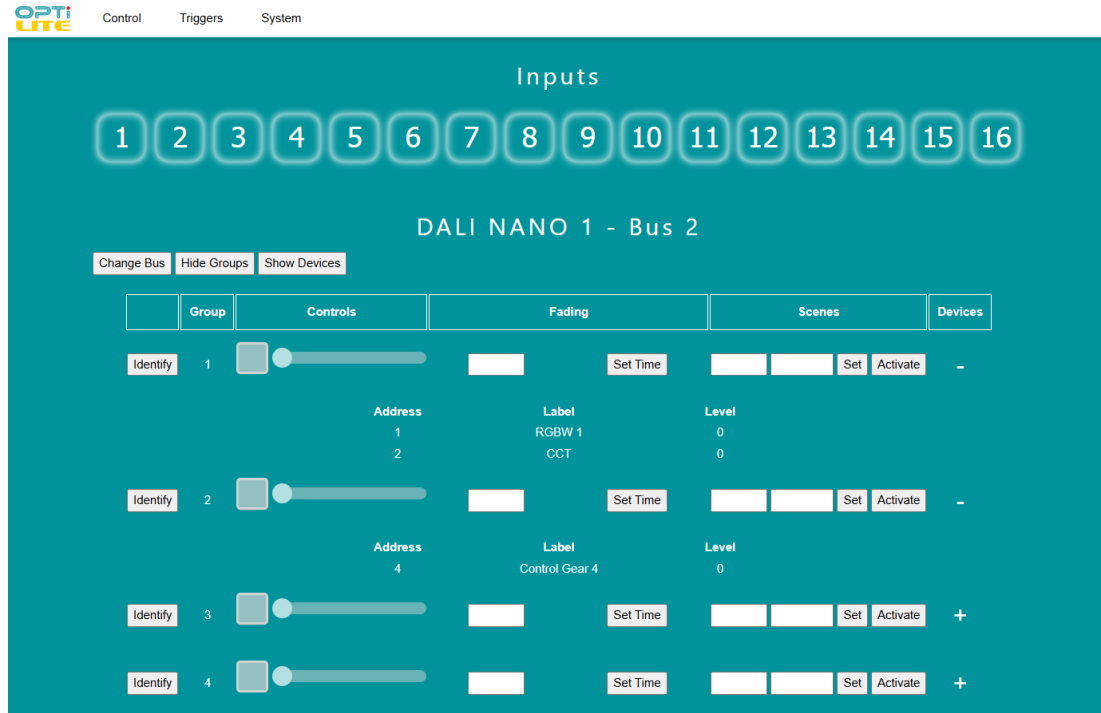 OPTi
LITE
Control Triggers System
Inputs
1 2 3 4 5 6 7 8 9 10 11 12 13 14 15 16
DALI NANO 1 - Bus 2
Change Bus Hide Groups Show Devices
Group Controls Fading Scenes Devices
Identify 1 Set Time Set Activate -
Address Label Level
1 RGBW 1 0
2 CCT 0
Identify 2 Set Time Set Activate -
Address Label Level
4 Control Gear 4 0
Identify 3 Set Time Set Activate +
Identify 4 Set Time Set Activate +